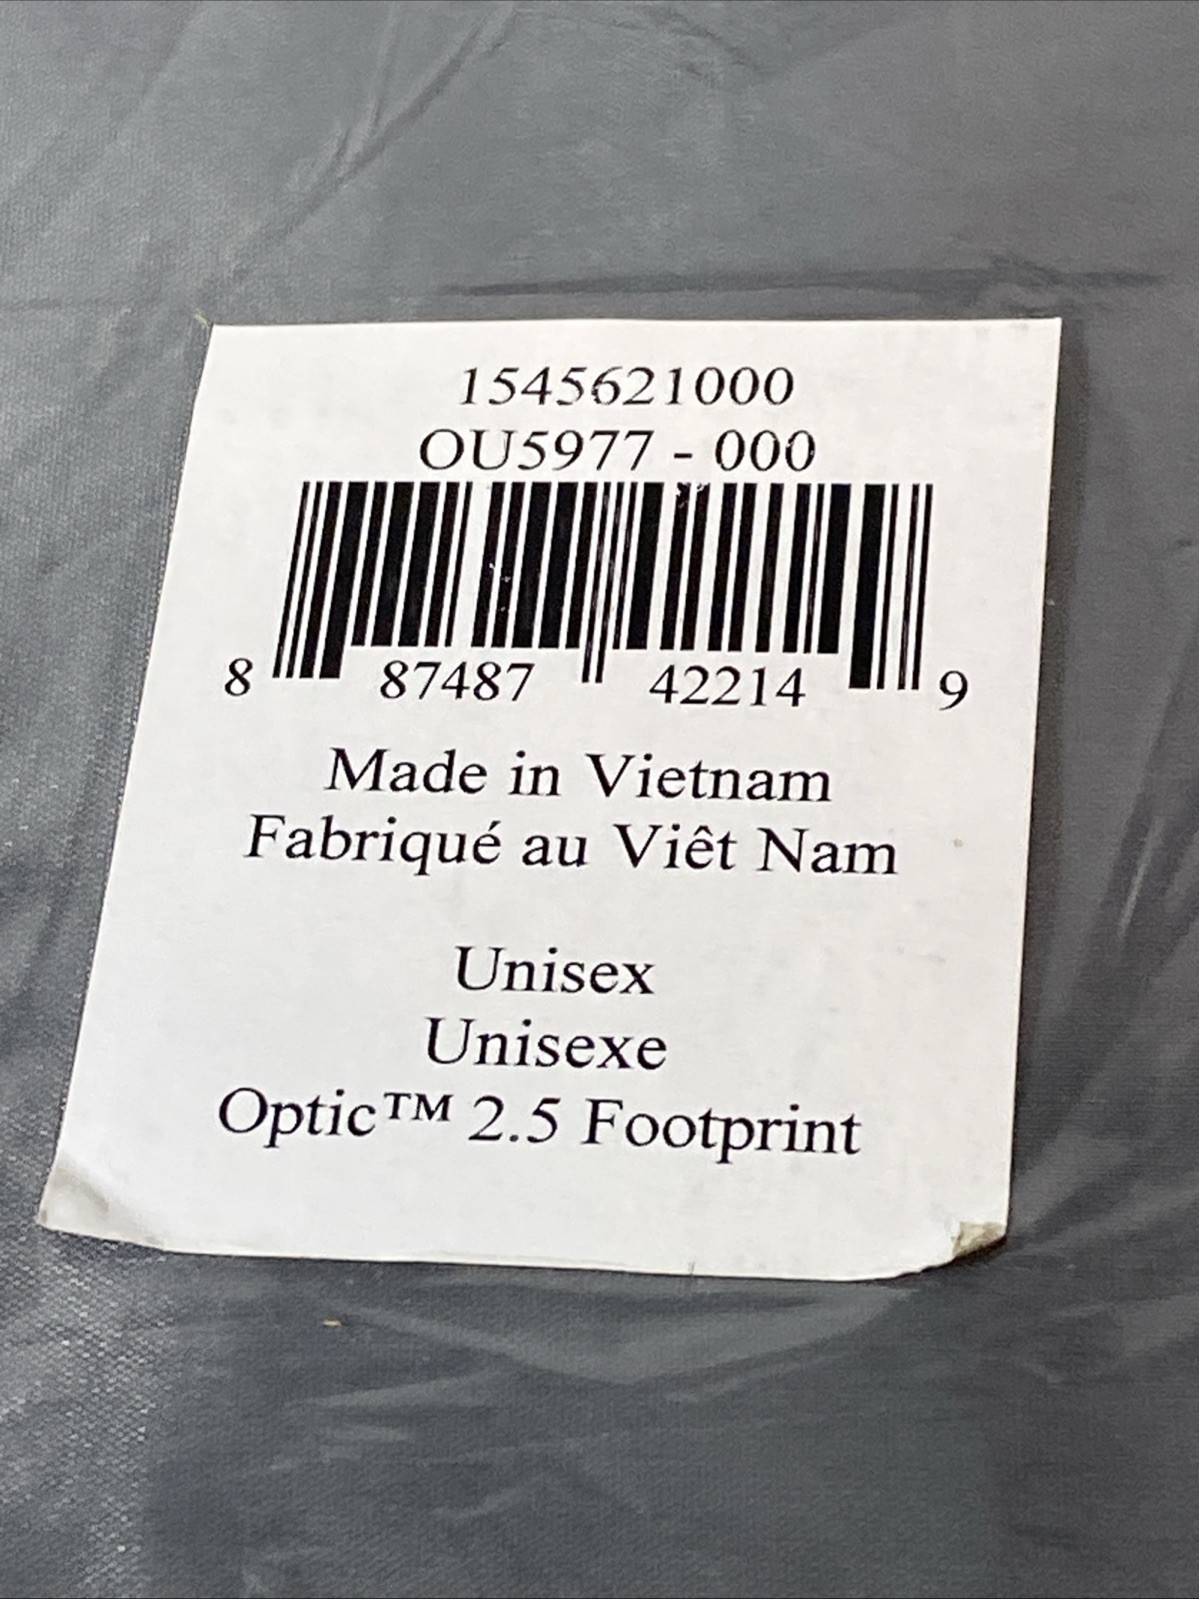 1545621000
OU5977 - 000
8 87487 42214 9
Made in Vietnam
Fabriqué au Viêt Nam
Unisex
Unisexe
Optic™ 2.5 Footprint